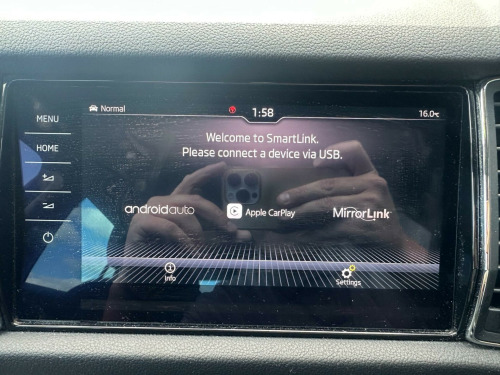 MENU
HOME
Normal
1:58
16.0°C
Welcome to SmartLink.
Please connect a device via USB.
androidauto
Apple CarPlay
MirrorLink
Info
Settings